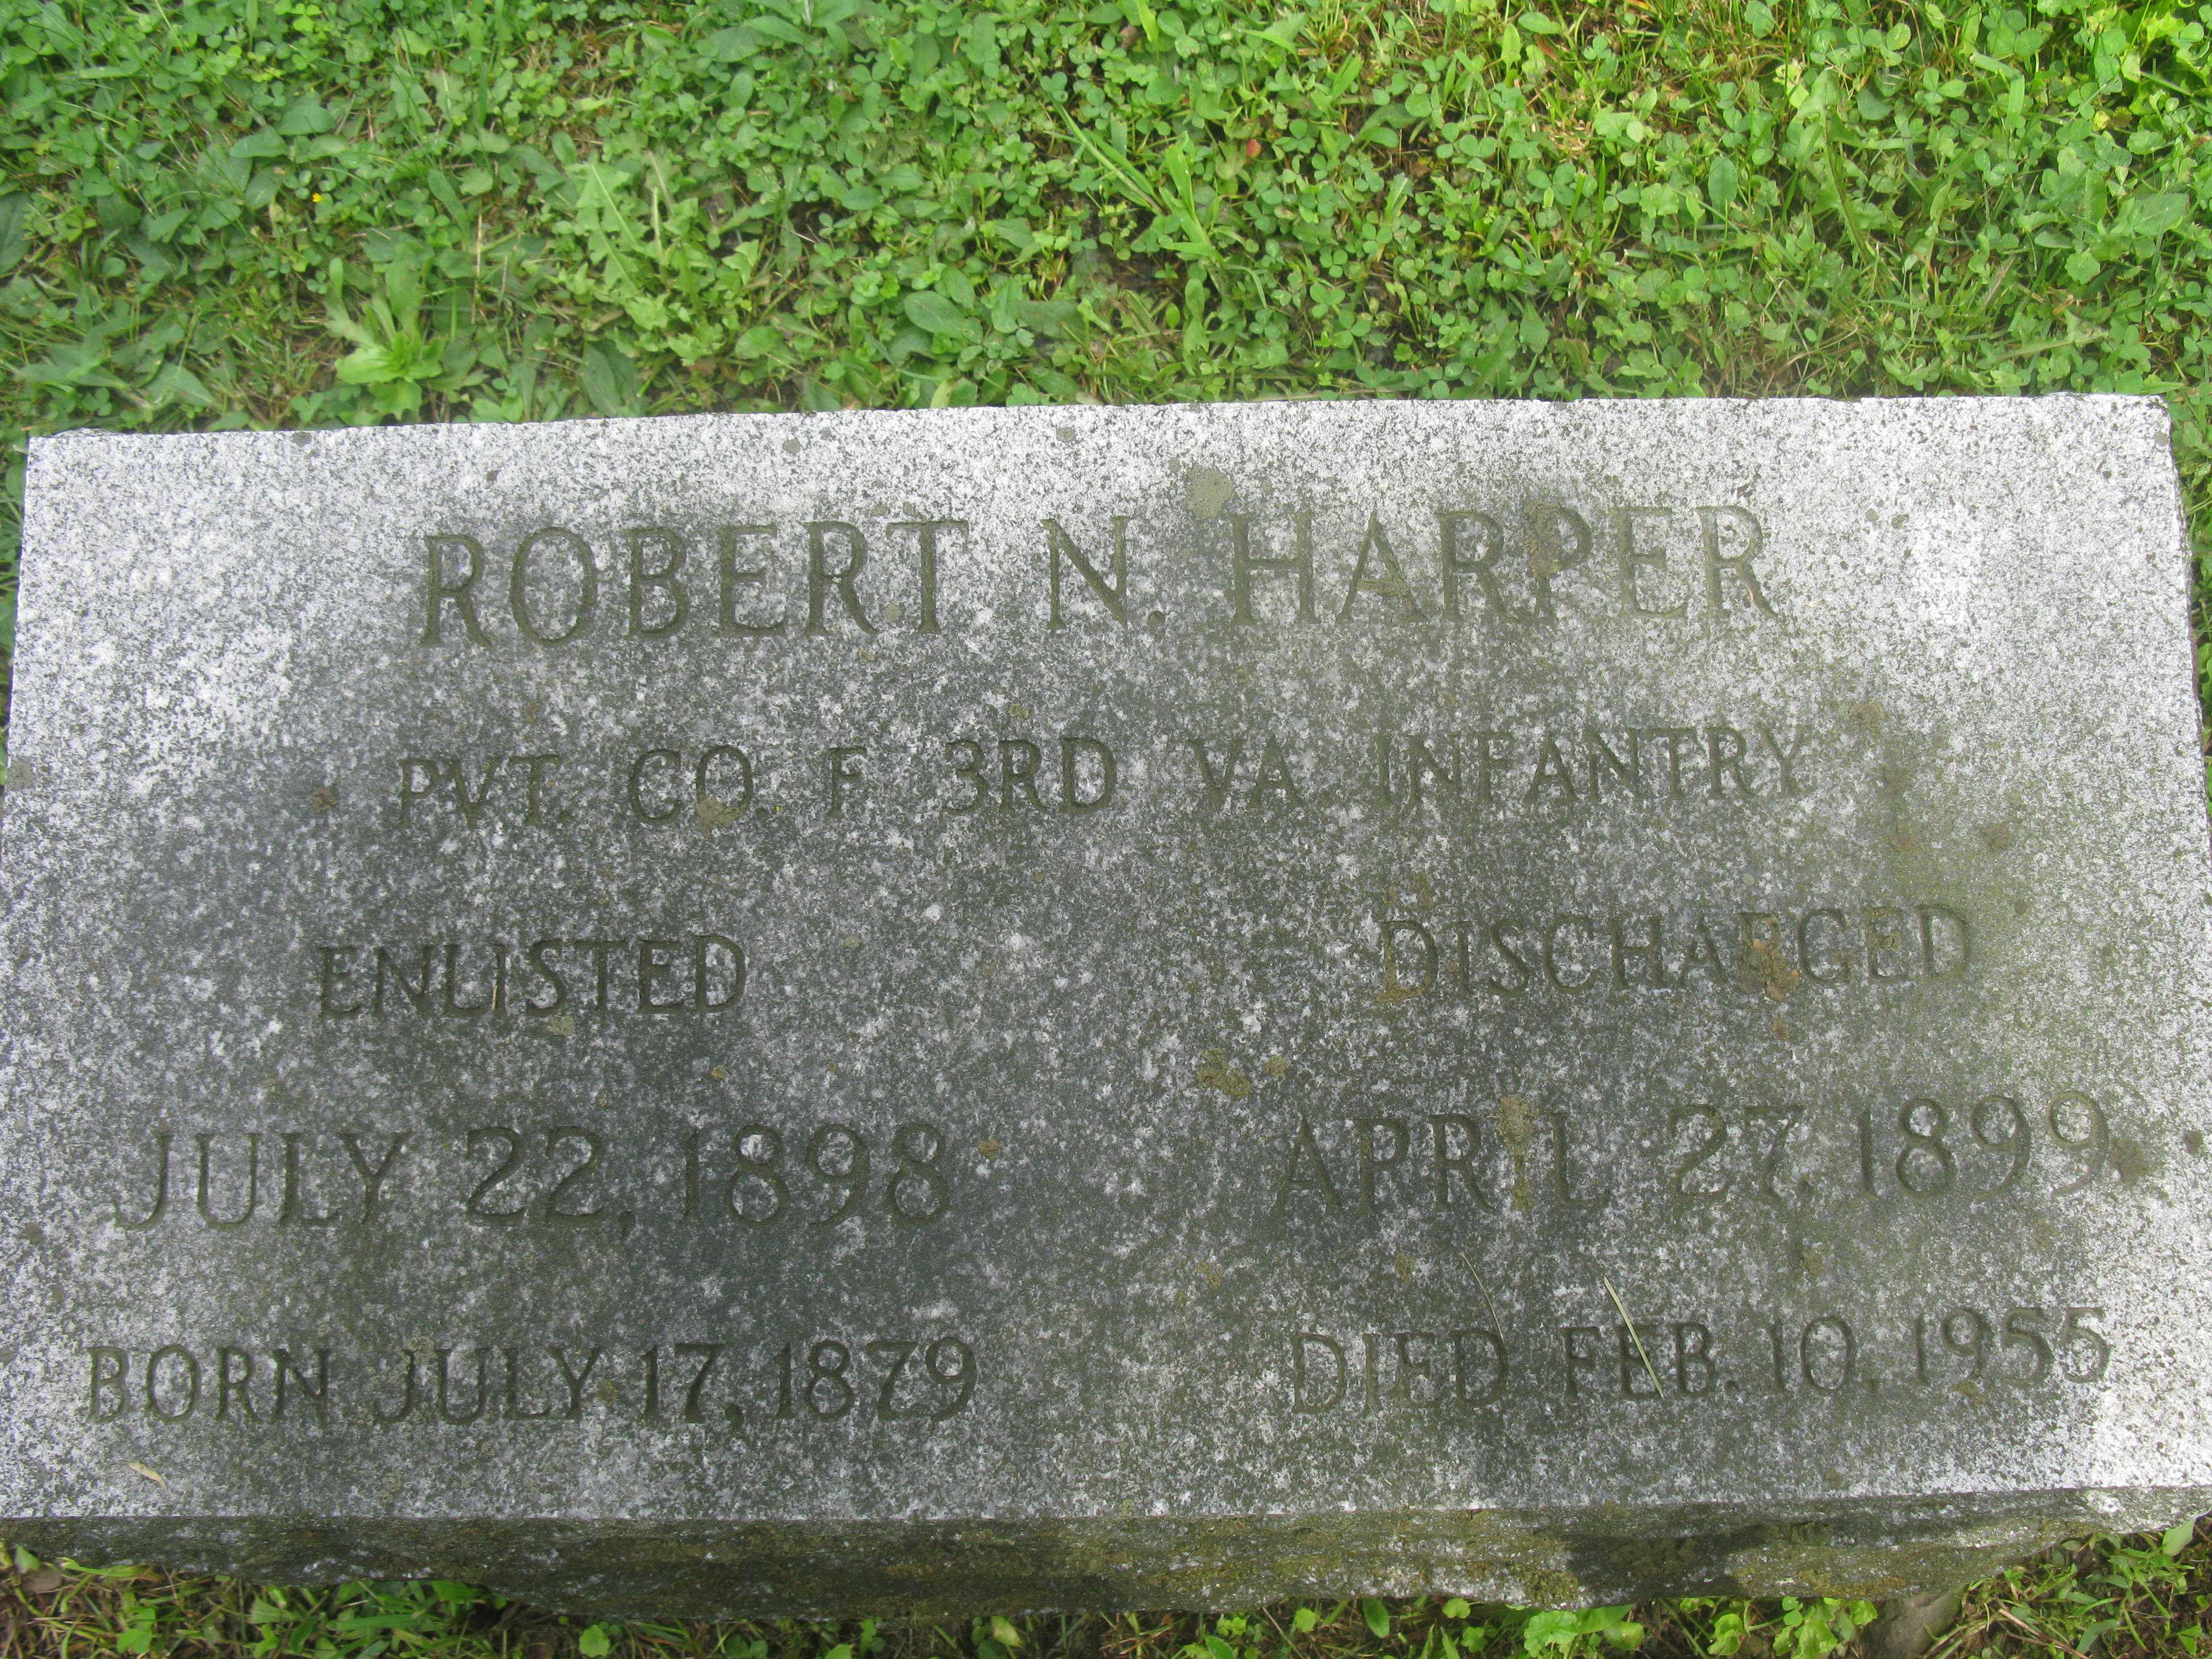 ROBERT N. HARPER
PVT. CO. F 3RD VA INFANTRY
ENLISTED DISCHARGED
JULY 22, 1898 APRIL 27, 1899
BORN JULY 17, 1879 DIED FEB. 10, 1955